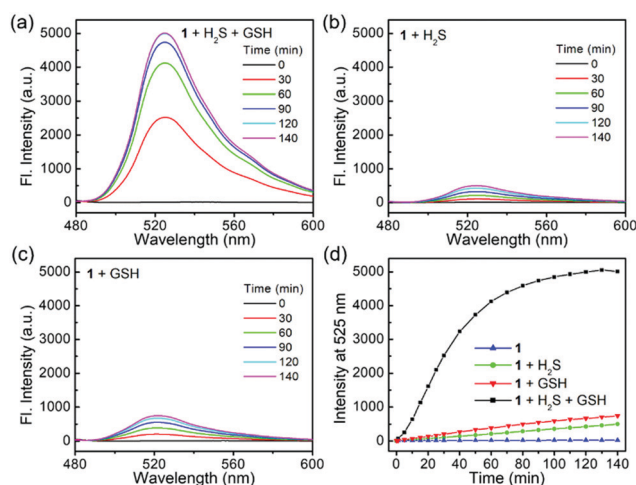 (a)
1 + H₂S + GSH
Time (min)
0
30
60
90
120
140
5000
4000
3000
2000
1000
0
Fl. Intensity (a.u.)
480 520 560 600
Wavelength (nm)
(b)
1 + H₂S
Time (min)
0
30
60
90
120
140
5000
4000
3000
2000
1000
0
Fl. Intensity (a.u.)
480 520 560 600
Wavelength (nm)
(c)
1 + GSH
Time (min)
0
30
60
90
120
140
5000
4000
3000
2000
1000
0
Fl. Intensity (a.u.)
480 520 560 600
Wavelength (nm)
(d)
5000
4000
3000
2000
1000
0
Intensity at 525 nm
1
1 + H₂S
1 + GSH
1 + H₂S + GSH
0 20 40 60 80 100 120 140
Time (min)